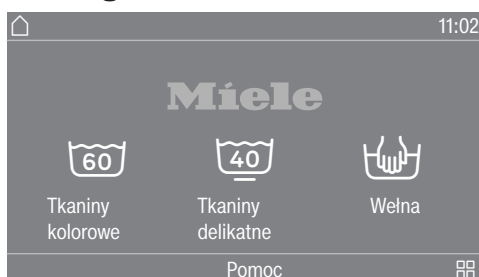 11:02
Miele
60
40
Tkaniny
kolorowe
Tkaniny
delikatne
Wełna
Pomoc